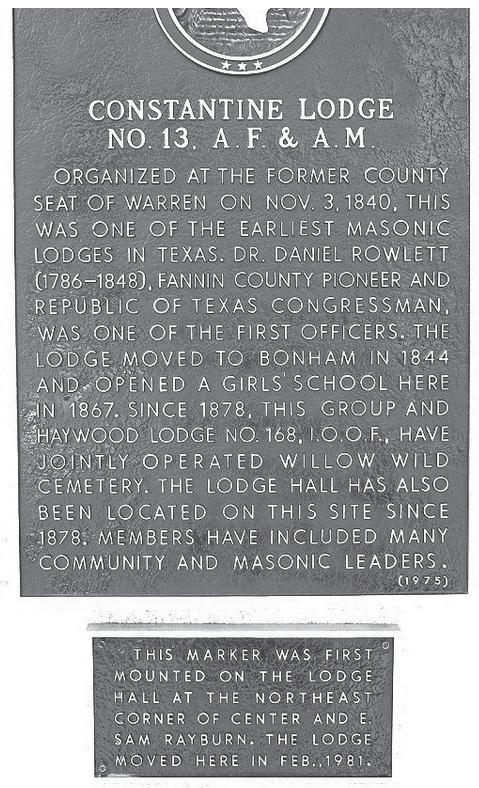 CONSTANTINE LODGE
NO. 13, A.F. & A.M.
ORGANIZED AT THE FORMER COUNTY
SEAT OF WARREN ON NOV. 3, 1840, THIS
WAS ONE OF THE EARLIEST MASONIC
LODGES IN TEXAS. DR. DANIEL ROWLETT
(1786-1848), FANNIN COUNTY PIONEER AND
REPUBLIC OF TEXAS CONGRESSMAN,
WAS ONE OF THE FIRST OFFICERS. THE
LODGE MOVED TO BONHAM IN 1844
AND OPENED A GIRLS' SCHOOL HERE
IN 1867. SINCE 1878, THIS GROUP AND
HAYWOOD LODGE NO. 168, I.O.O.F., HAVE
JOINTLY OPERATED WILLOW WILD
CEMETERY. THE LODGE HALL HAS ALSO
BEEN LOCATED ON THIS SITE SINCE
1878. MEMBERS HAVE INCLUDED MANY
COMMUNITY AND MASONIC LEADERS.
(1975)
THIS MARKER WAS FIRST
MOUNTED ON THE LODGE
HALL AT THE NORTHEAST
CORNER OF CENTER AND E.
SAM RAYBURN. THE LODGE
MOVED HERE IN FEB., 1981.